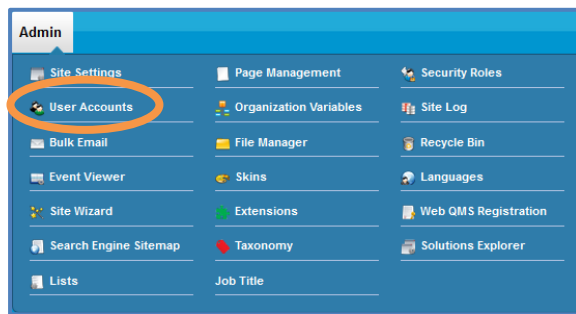 Admin
Site Settings
Page Management
Security Roles
User Accounts
Organization Variables
Site Log
Bulk Email
File Manager
Recycle Bin
Event Viewer
Skins
Languages
Site Wizard
Extensions
Web QMS Registration
Search Engine Sitemap
Taxonomy
Solutions Explorer
Lists
Job Title